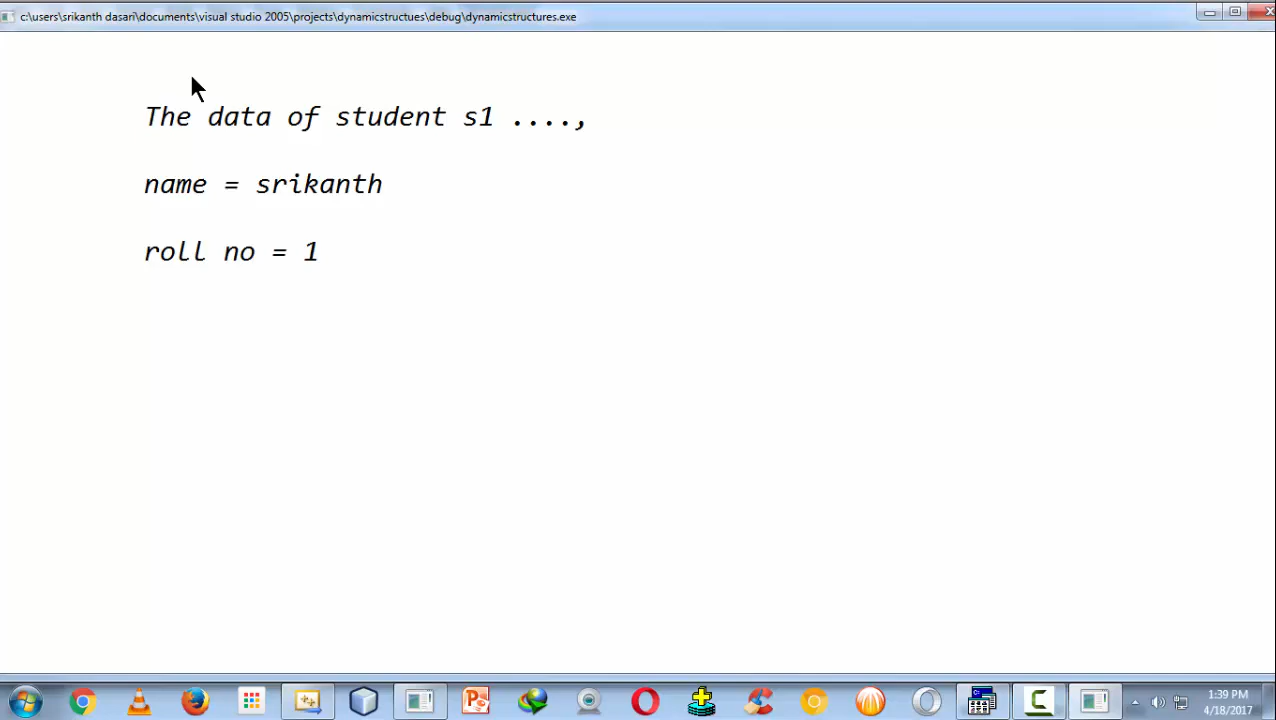 c:\users\srikanth dasari\documents\visual studio 2005\projects\dynamicstructues\debug\dynamicstructures.exe
The data of student s1 ....,
name = srikanth
roll no = 1
1:39 PM
4/18/2017